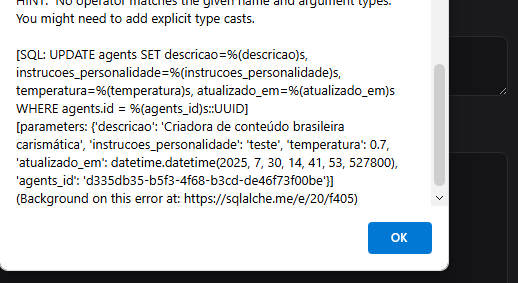 HINT:  No operator matches the given name and argument types.
You might need to add explicit type casts.
[SQL: UPDATE agents SET descricao=%(descricao)s,
instrucoes_personalidade=%(instrucoes_personalidade)s,
temperatura=%(temperatura)s, atualizado_em=%(atualizado_em)s
WHERE agents.id = %(agents_id)s::UUID]
[parameters: {'descricao': 'Criadora de conteúdo brasileira
carismática', 'instrucoes_personalidade': 'teste', 'temperatura': 0.7,
'atualizado_em': datetime.datetime(2025, 7, 30, 14, 41, 53, 527800),
'agents_id': 'd335db35-b5f3-4f68-b3cd-de46f73f00be'}]
(Background on this error at: https://sqlalche.me/e/20/f405)
OK